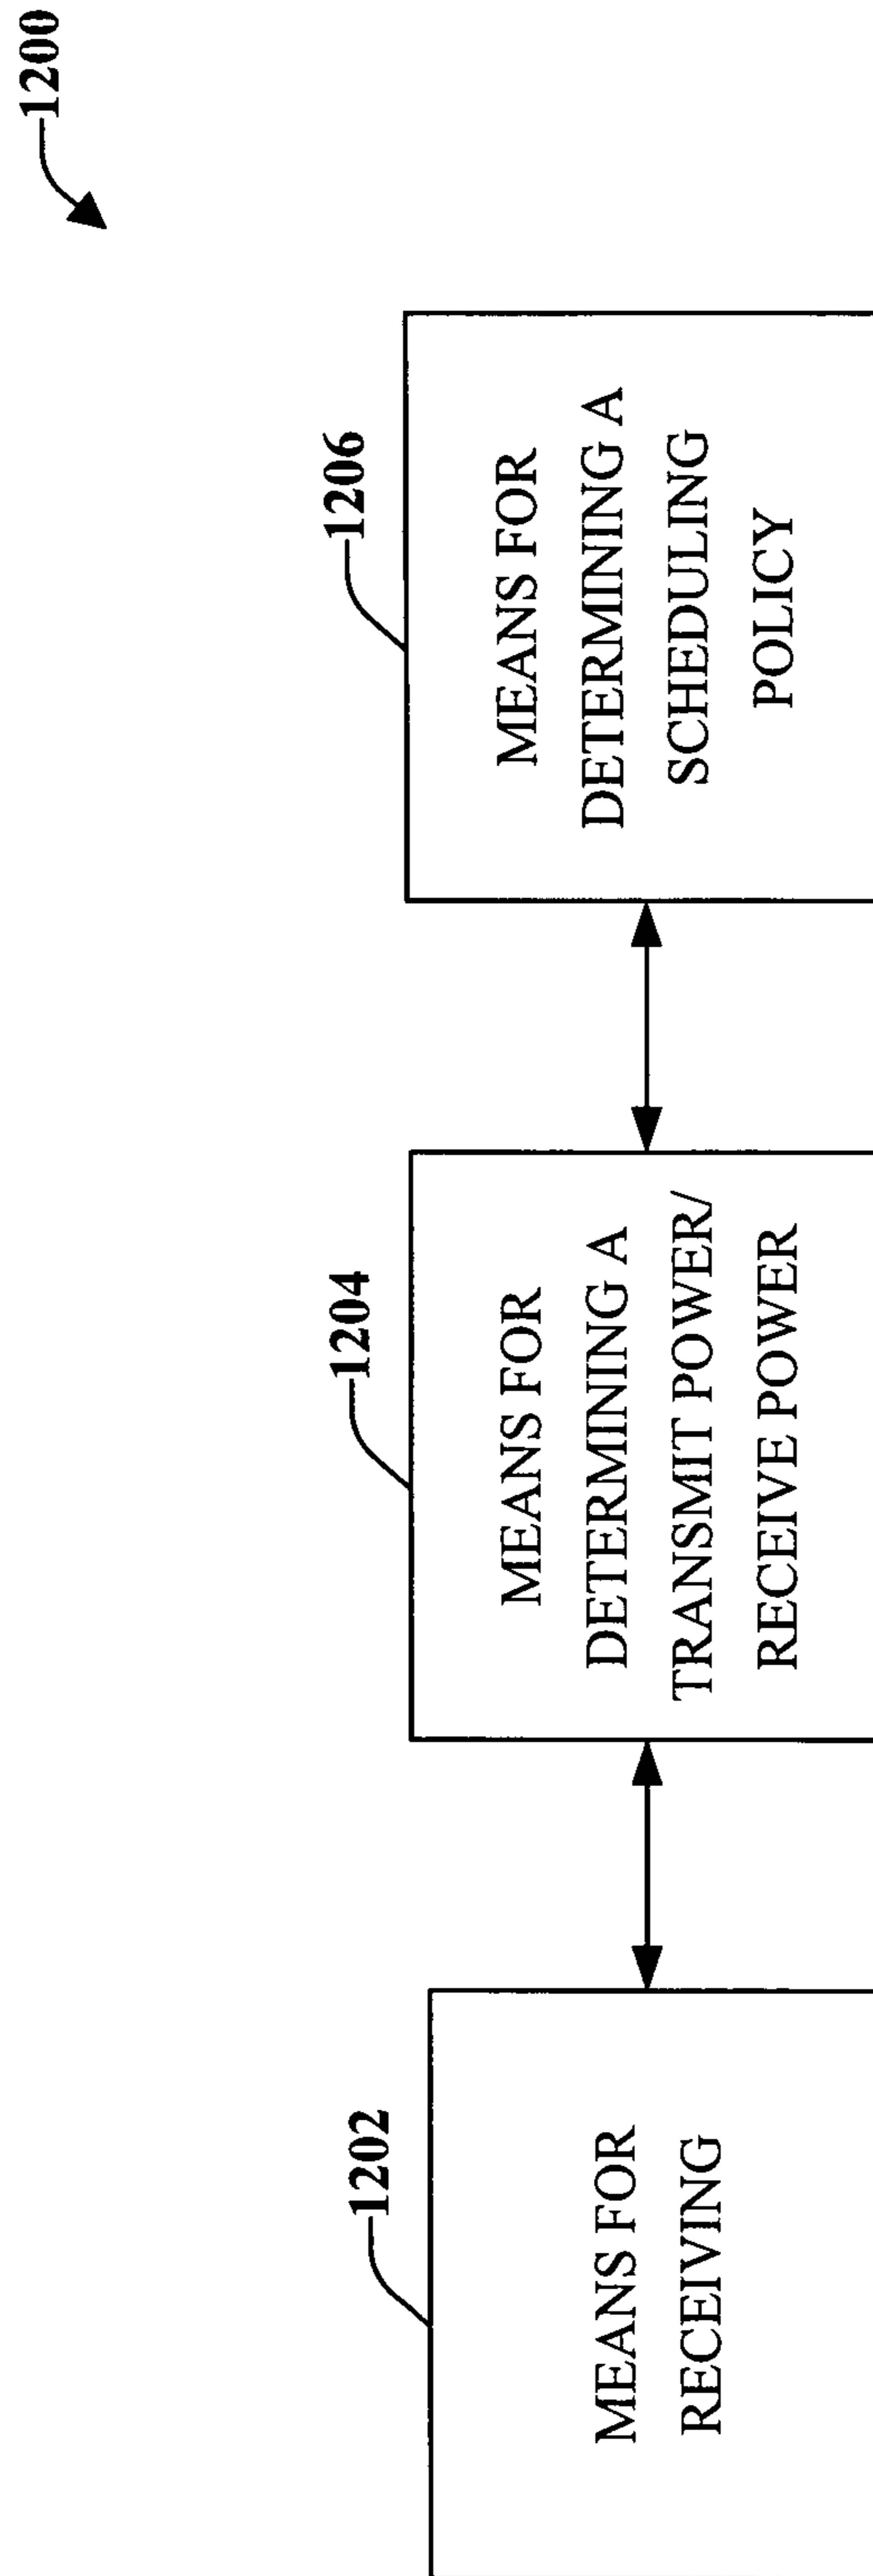 1200
1202
MEANS FOR
RECEIVING
1204
MEANS FOR
DETERMINING A
TRANSMIT POWER/
RECEIVE POWER
1206
MEANS FOR
DETERMINING A
SCHEDULING
POLICY